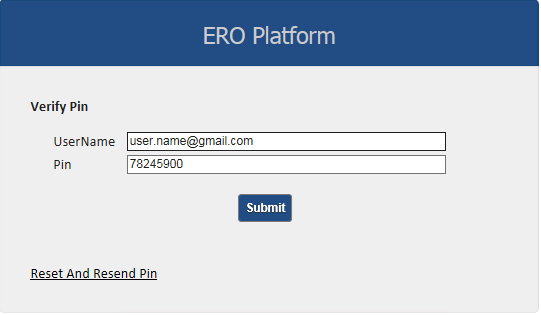 ERO Platform
Verify Pin
UserName user.name@gmail.com
Pin 78245900
Submit
Reset And Resend Pin